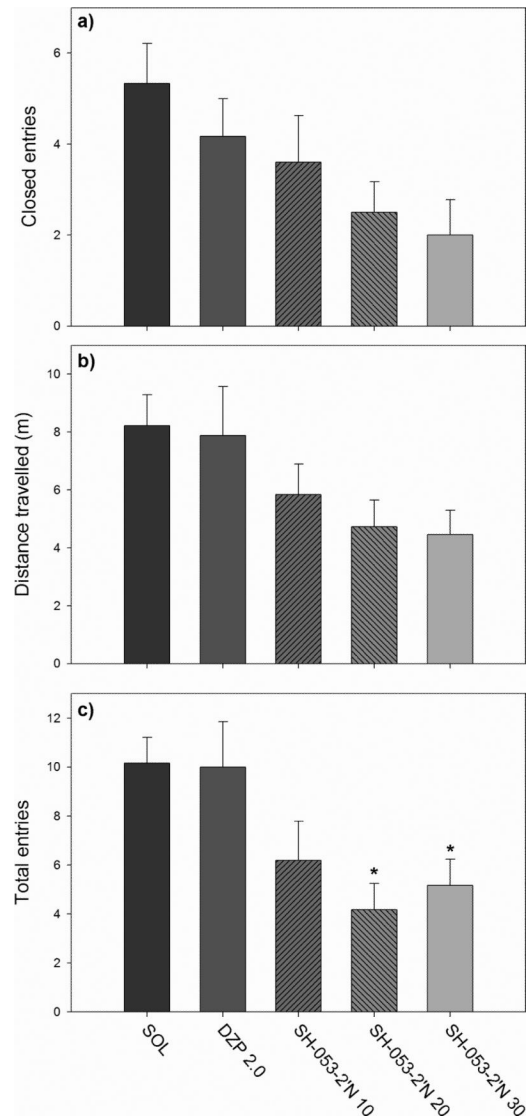 a)
Closed entries
6
4
2
0
b)
Distance travelled (m)
10
8
6
4
2
0
c)
Total entries
12
10
8
6
4
2
0
*
*
SOL
DZP 2.0
SH-053-2'N 10
SH-053-2'N 20
SH-053-2'N 30